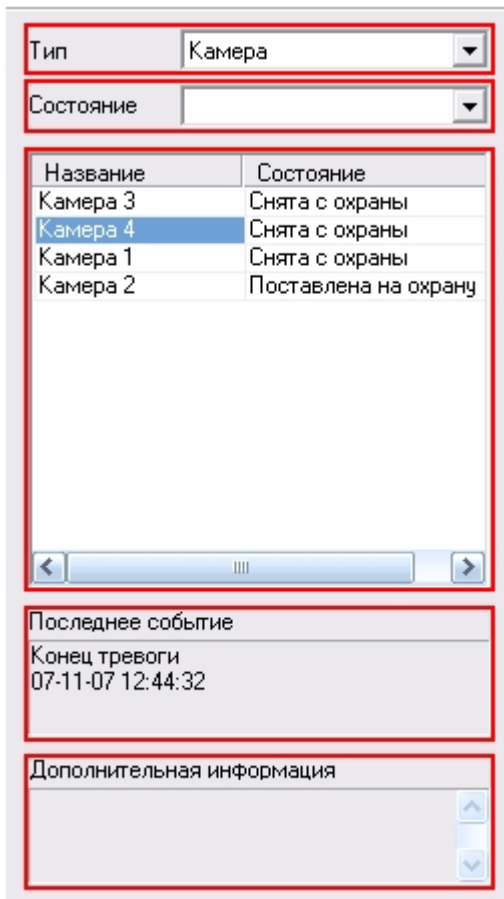 Тип Камера
Состояние
Название Состояние
Камера 3 Снята с охраны
Камера 4 Снята с охраны
Камера 1 Снята с охраны
Камера 2 Поставлена на охрану
Последнее событие
Конец тревоги
07-11-07 12:44:32
Дополнительная информация